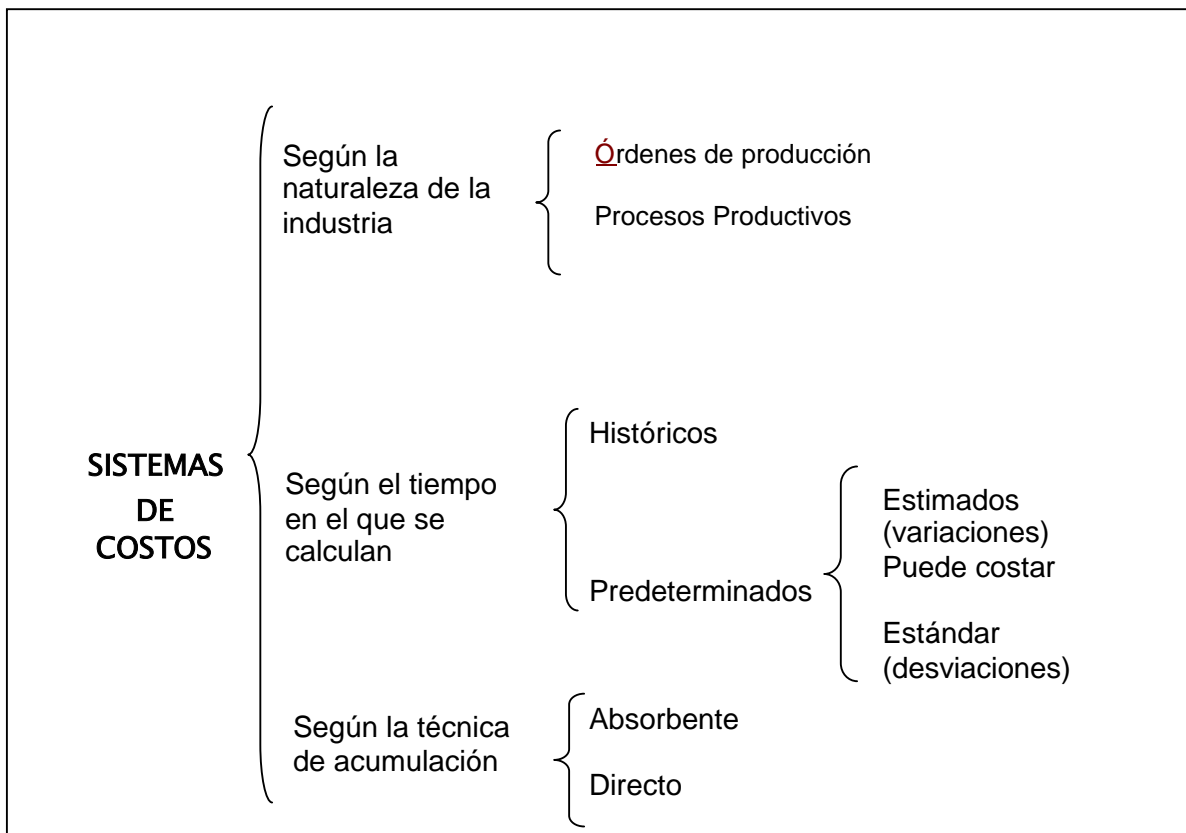 SISTEMAS
DE
COSTOS
Según la
naturaleza de la
industria
Órdenes de producción
Procesos Productivos
Según el tiempo
en el que se
calculan
Históricos
Predeterminados
Estimados
(variaciones)
Puede costar
Estándar
(desviaciones)
Según la técnica
de acumulación
Absorbente
Directo